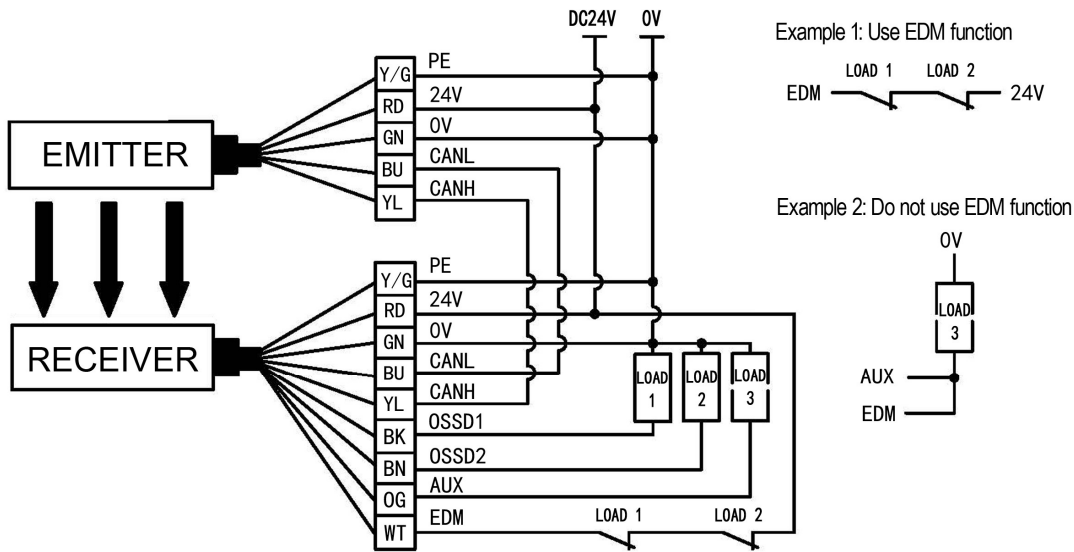 DC24V 0V
Example 1: Use EDM function
LOAD 1 LOAD 2
EDM 24V
EMITTER
Y/G PE
RD 24V
GN 0V
BU CANL
YL CANH
Example 2: Do not use EDM function
0V
LOAD
3
AUX
EDM
RECEIVER
Y/G PE
RD 24V
GN 0V
BU CANL
YL CANH
BK OSSD1
BN OSSD2
OG AUX
WT EDM
LOAD
1
LOAD
2
LOAD
3
LOAD 1 LOAD 2